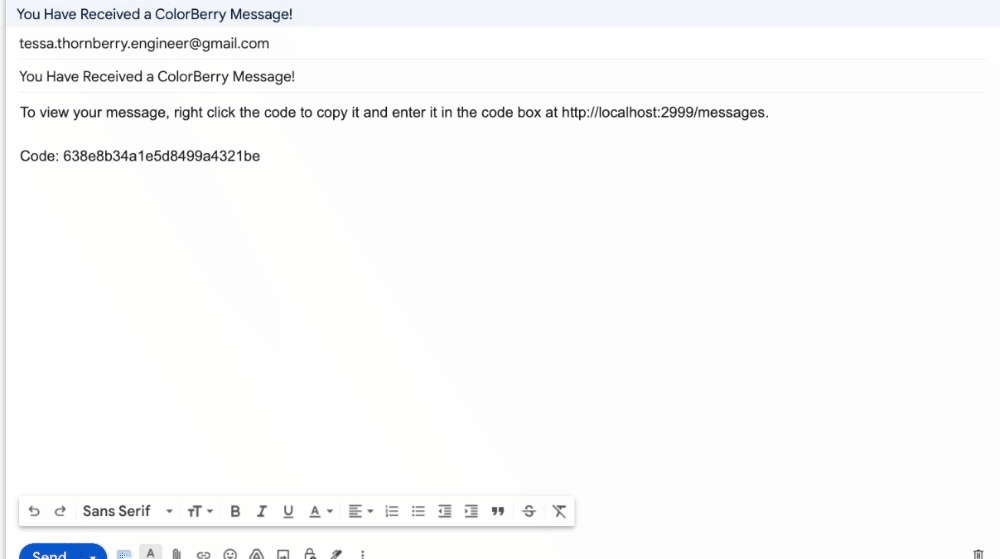 You Have Received a ColorBerry Message!
tessa.thornberry.engineer@gmail.com
You Have Received a ColorBerry Message!
To view your message, right click the code to copy it and enter it in the code box at http://localhost:2999/messages.
Code: 638e8b34a1e5d8499a4321be
Sans Serif
Send